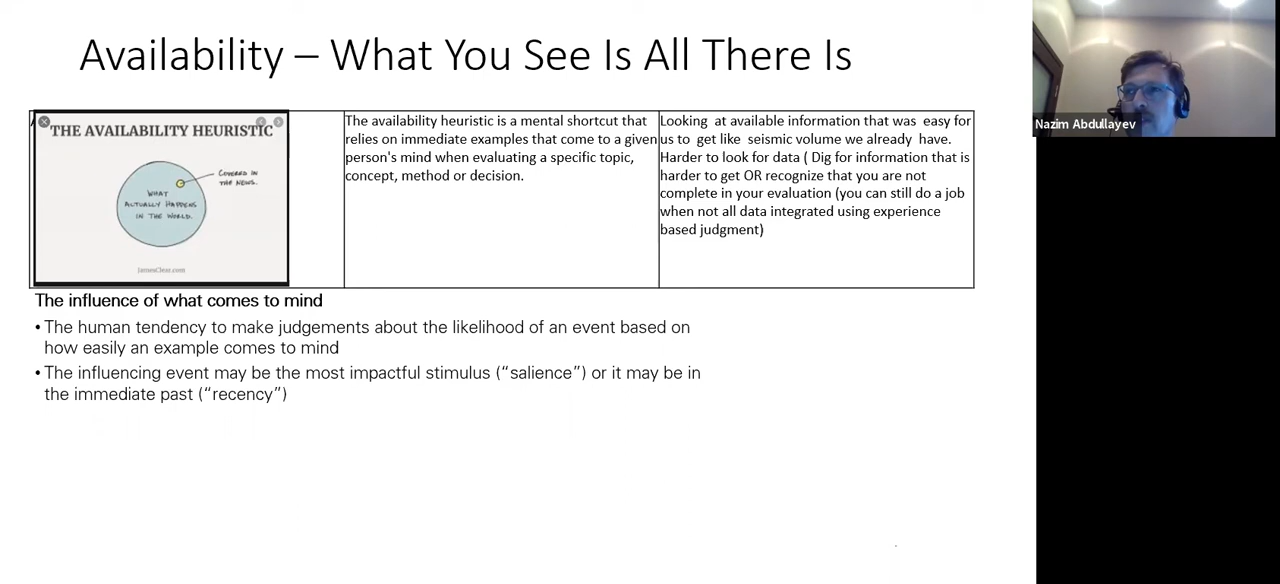 Availability – What You See Is All There Is
THE AVAILABILITY HEURISTIC
COVERED IN
THE NEWS.
WHAT
ACTUALLY HAPPENS
IN THE WORLD.
JamesClear.com
The availability heuristic is a mental shortcut that
relies on immediate examples that come to a given
person's mind when evaluating a specific topic,
concept, method or decision.
Looking at available information that was easy for
us to get like seismic volume we already have.
Harder to look for data ( Dig for information that is
harder to get OR recognize that you are not
complete in your evaluation (you can still do a job
when not all data integrated using experience
based judgment)
The influence of what comes to mind
• The human tendency to make judgements about the likelihood of an event based on
how easily an example comes to mind
• The influencing event may be the most impactful stimulus (“salience”) or it may be in
the immediate past (“recency”)
Nazim Abdullayev